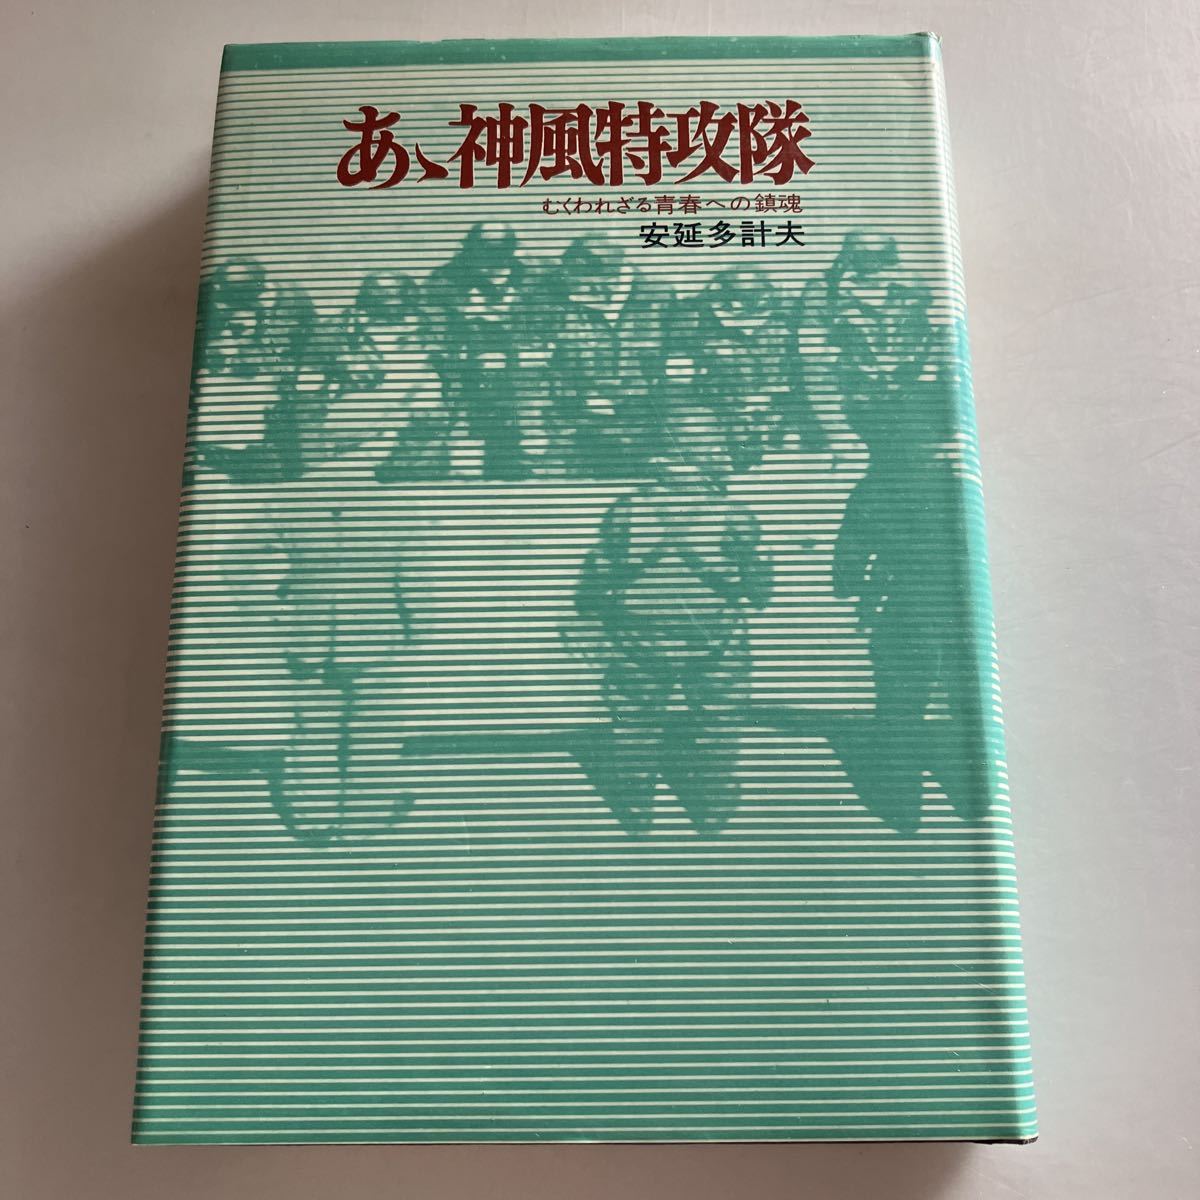 あゝ神風特攻隊
むくわれざる青春への鎮魂
安延多計夫